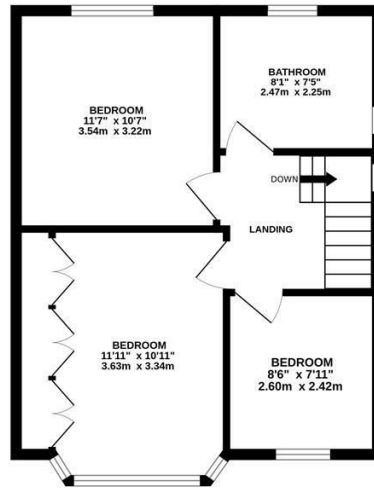 BEDROOM
11'7" x 10'7"
3.54m x 3.22m
BATHROOM
8'1" x 7'5"
2.47m x 2.25m
DOWN
LANDING
BEDROOM
11'11" x 10'11"
3.63m x 3.34m
BEDROOM
8'6" x 7'11"
2.60m x 2.42m